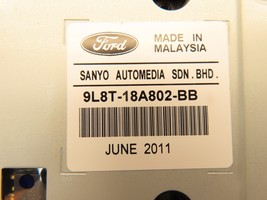 Ford
MADE IN
MALAYSIA
SANYO AUTOMEDIA SDN. BHD.
9L8T-18A802-BB
JUNE 2011